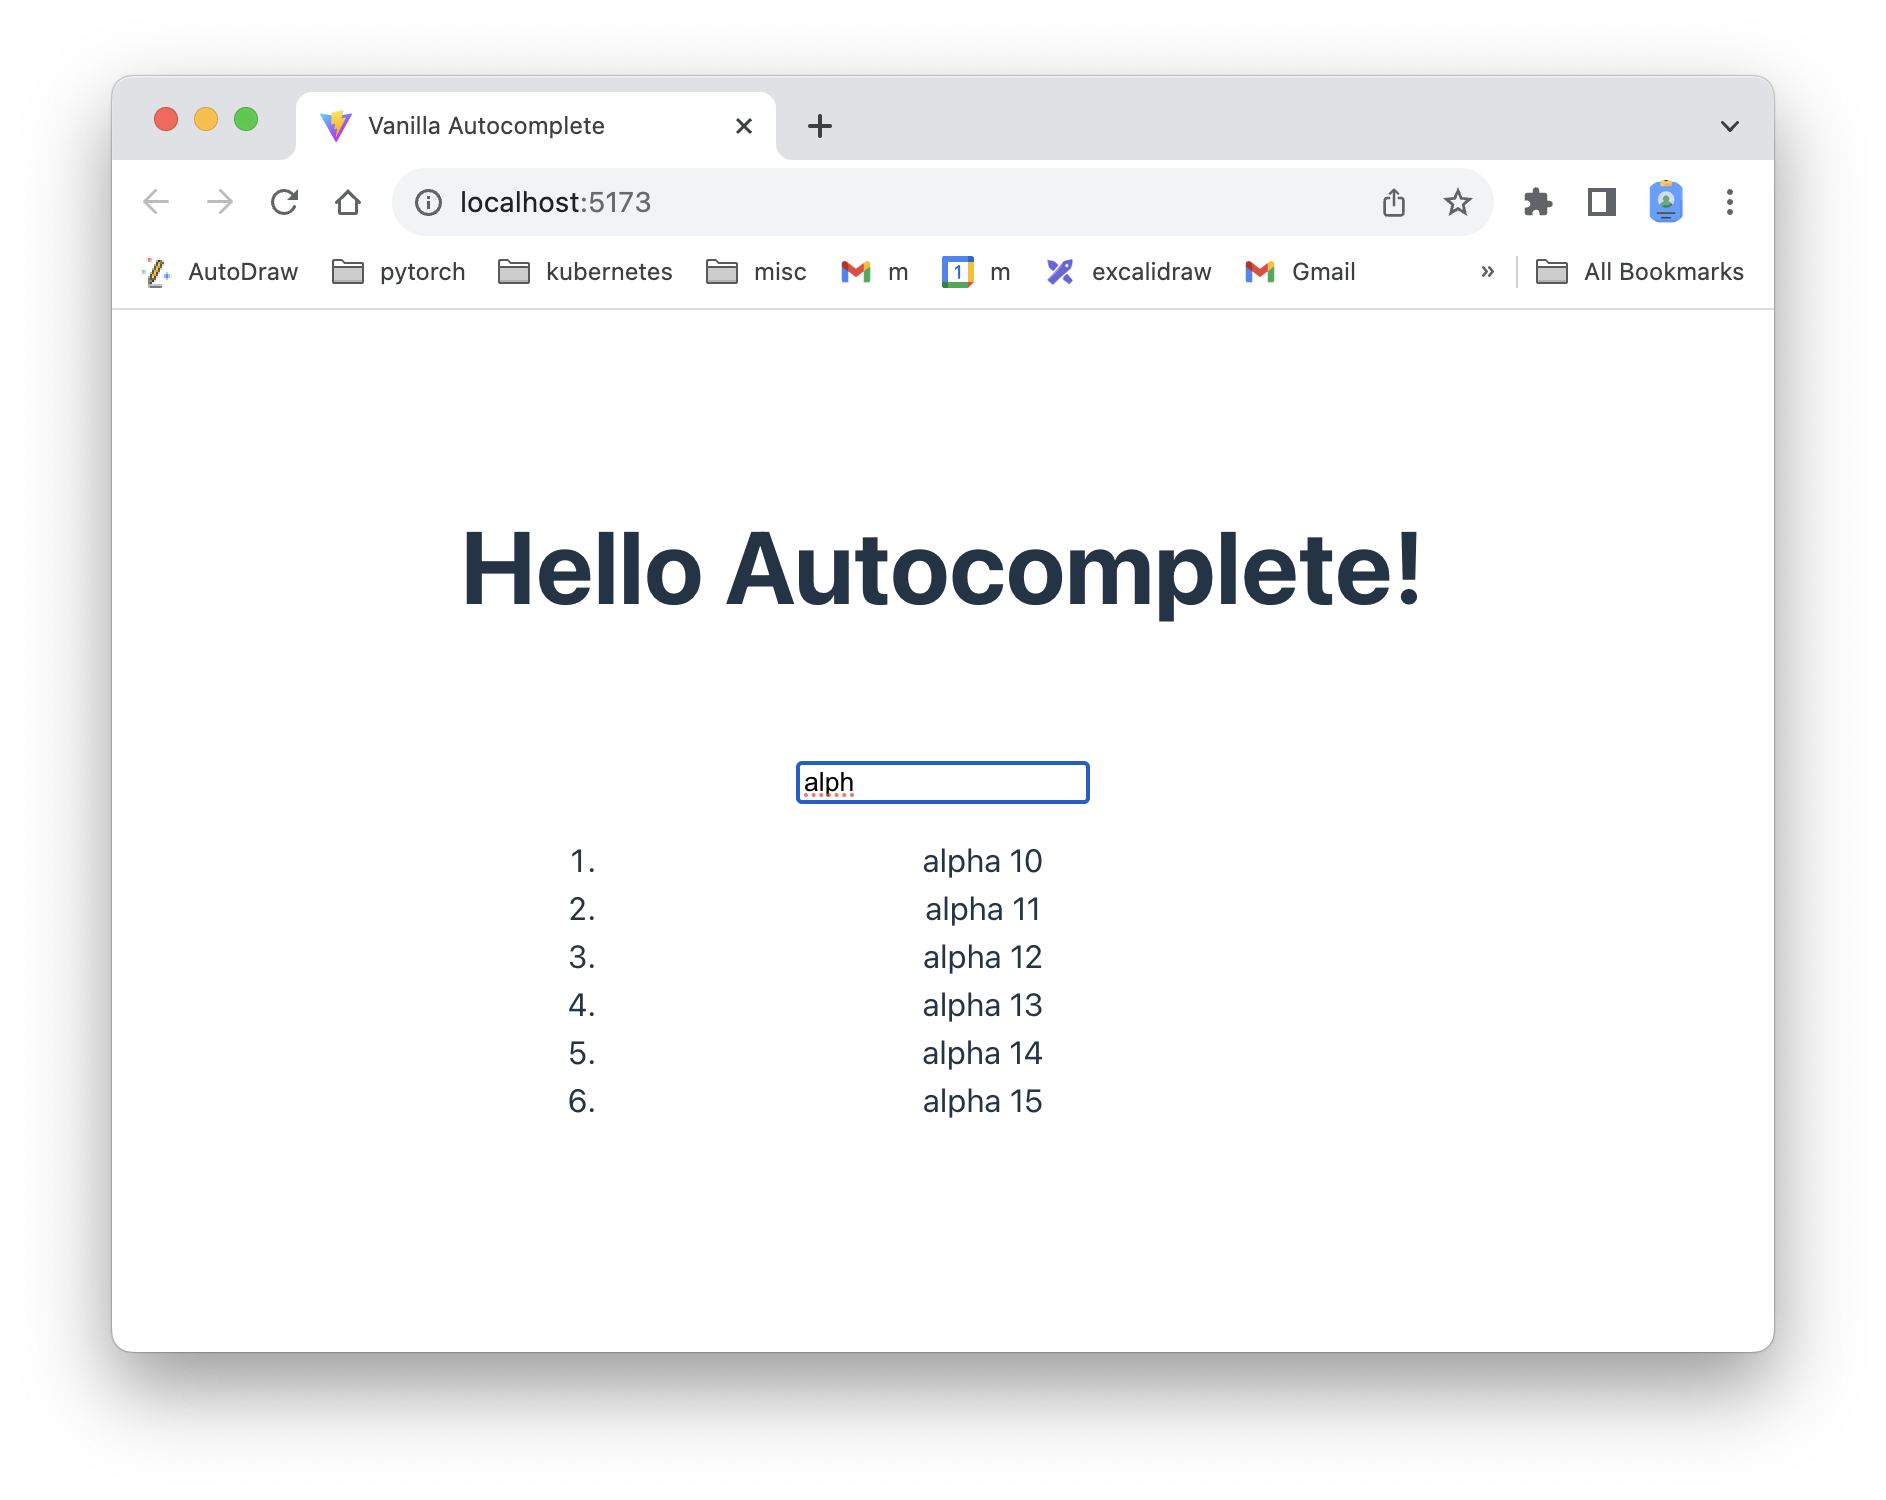 Vanilla Autocomplete
localhost:5173
AutoDraw pytorch kubernetes misc m 1 m excalidraw Gmail » All Bookmarks
Hello Autocomplete!
alph
1. alpha 10
2. alpha 11
3. alpha 12
4. alpha 13
5. alpha 14
6. alpha 15